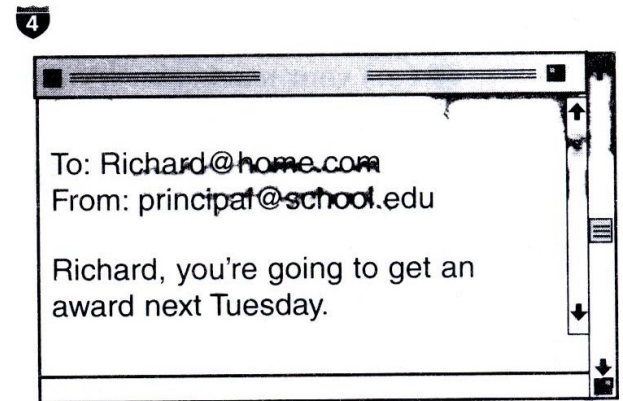 4
To: Richard@home.com
From: principal@school.edu
Richard, you're going to get an
award next Tuesday.